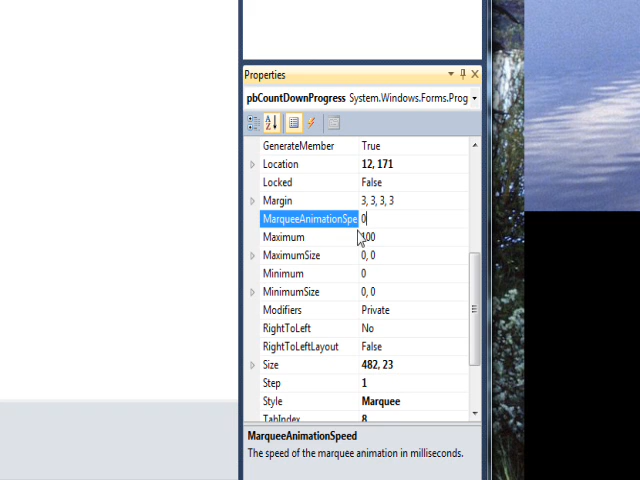 Properties
pbCountDownProgress System.Windows.Forms.Prog
GenerateMember True
Location 12, 171
Locked False
Margin 3, 3, 3, 3
MarqueeAnimationSpe 0
Maximum 100
MaximumSize 0, 0
Minimum 0
MinimumSize 0, 0
Modifiers Private
RightToLeft No
RightToLeftLayout False
Size 482, 23
Step 1
Style Marquee
TabIndex 8
MarqueeAnimationSpeed
The speed of the marquee animation in milliseconds.